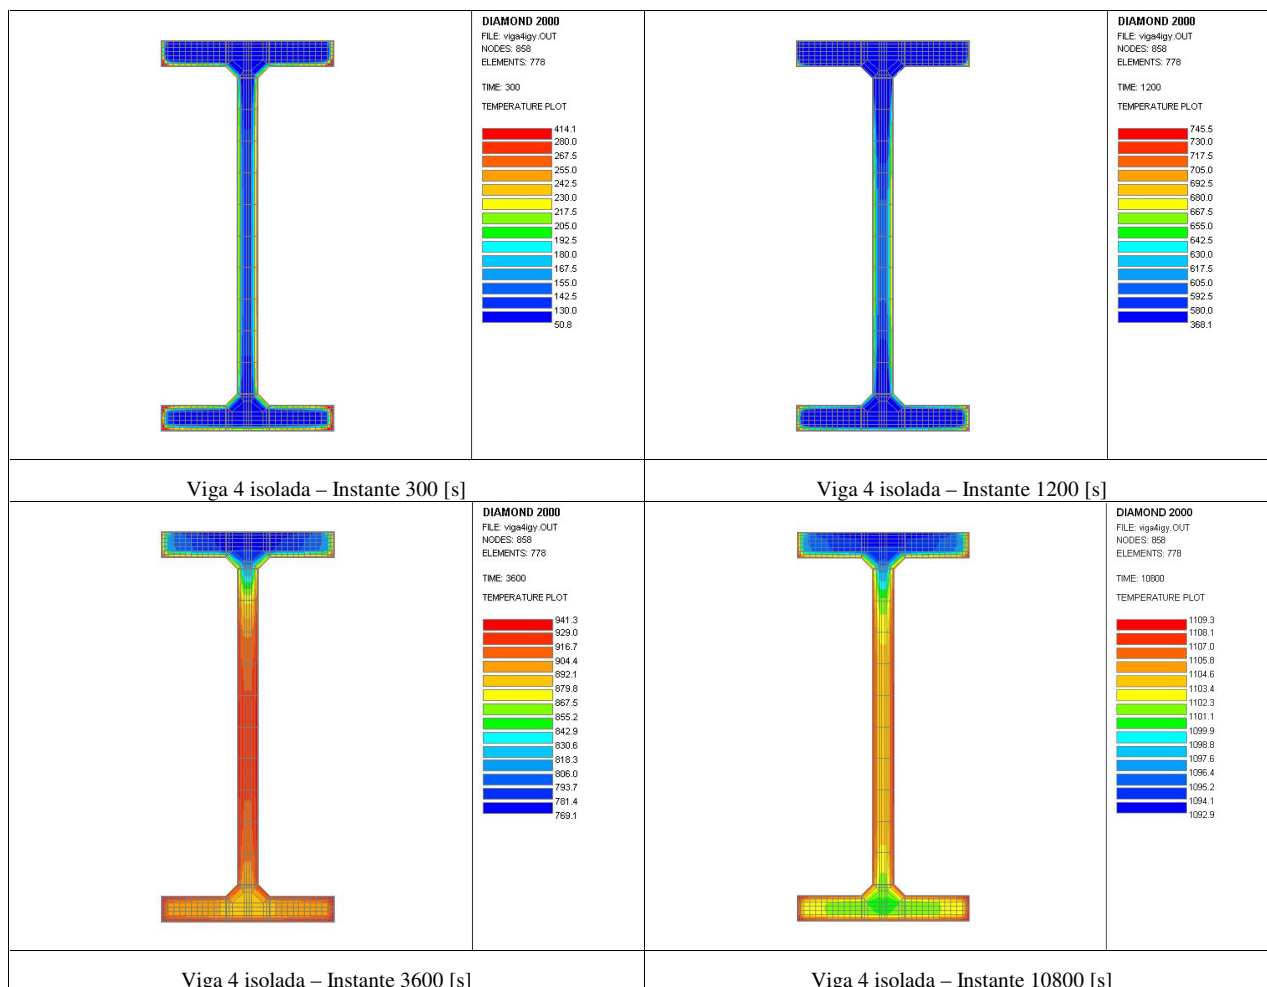 DIAMOND 2000
FILE: viga4igy.OUT
NODES: 858
ELEMENTS: 778
TIME: 300
TEMPERATURE PLOT
414.1
280.0
267.5
255.0
242.5
230.0
217.5
205.0
192.5
180.0
167.5
155.0
142.5
130.0
50.8
Viga 4 isolada – Instante 300 [s]
DIAMOND 2000
FILE: viga4igy.OUT
NODES: 858
ELEMENTS: 778
TIME: 1200
TEMPERATURE PLOT
745.5
730.0
717.5
705.0
692.5
680.0
667.5
655.0
642.5
630.0
617.5
605.0
592.5
580.0
368.1
Viga 4 isolada – Instante 1200 [s]
DIAMOND 2000
FILE: viga4igy.OUT
NODES: 858
ELEMENTS: 778
TIME: 3600
TEMPERATURE PLOT
941.3
929.0
916.7
904.4
892.1
879.8
867.5
855.2
842.9
830.6
818.3
806.0
793.7
781.4
769.1
Viga 4 isolada – Instante 3600 [s]
DIAMOND 2000
FILE: viga4igy.OUT
NODES: 858
ELEMENTS: 778
TIME: 10800
TEMPERATURE PLOT
1109.3
1108.1
1107.0
1105.8
1104.6
1103.4
1102.3
1101.1
1099.9
1098.8
1097.6
1096.4
1095.2
1094.1
1092.9
Viga 4 isolada – Instante 10800 [s]